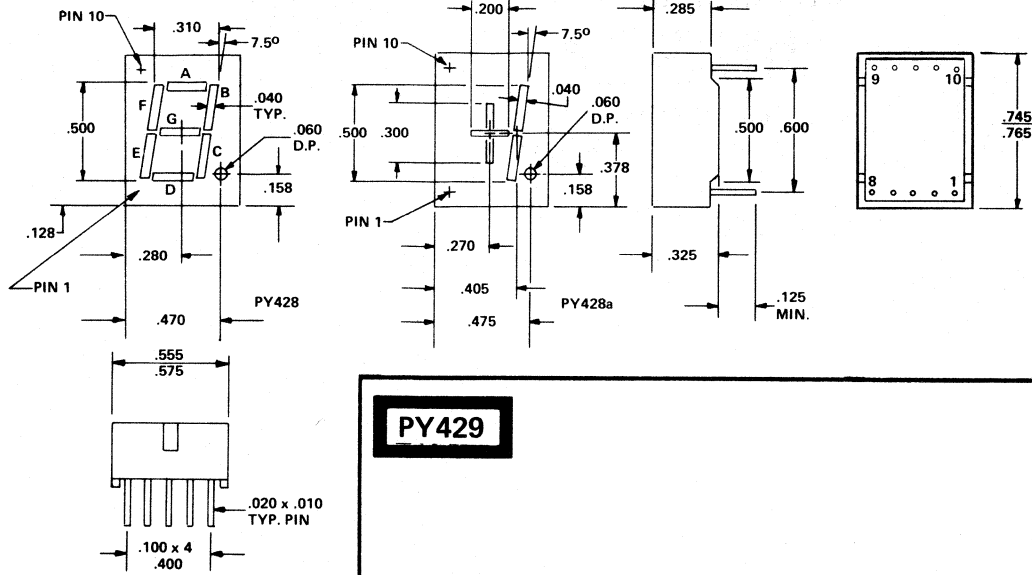 PIN 10
.310
7.5º
A
B
F
.040
TYP.
G
.500
.060
D.P.
E
C
D
.158
.128
.280
PIN 1
PY428
.470
.200
PIN 10
7.5º
.040
.060
D.P.
.500
.300
.378
.158
PIN 1
.270
.405
PY428a
.475
.285
.500
.600
.325
.125
MIN.
9
10
8
1
.745
.765
.555
.575
.020 x .010
TYP. PIN
.100 x 4
.400
PY429